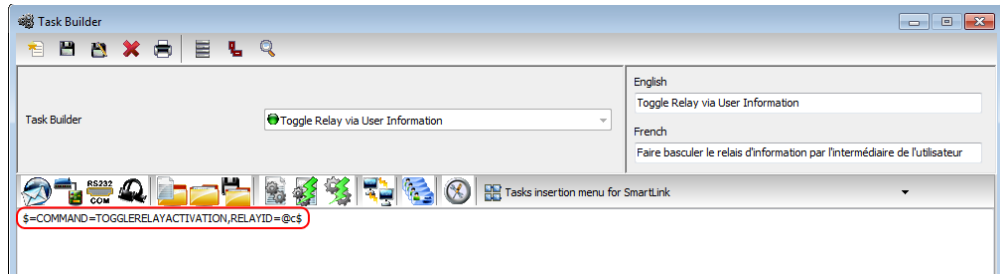 Task Builder
English
Toggle Relay via User Information
Task Builder
Toggle Relay via User Information
French
Faire basculer le relais d'information par l'intermédiaire de l'utilisateur
RS232
COM
Tasks insertion menu for SmartLink
$=COMMAND=TOGGLERELAYACTIVATION,RELAYID=@c$